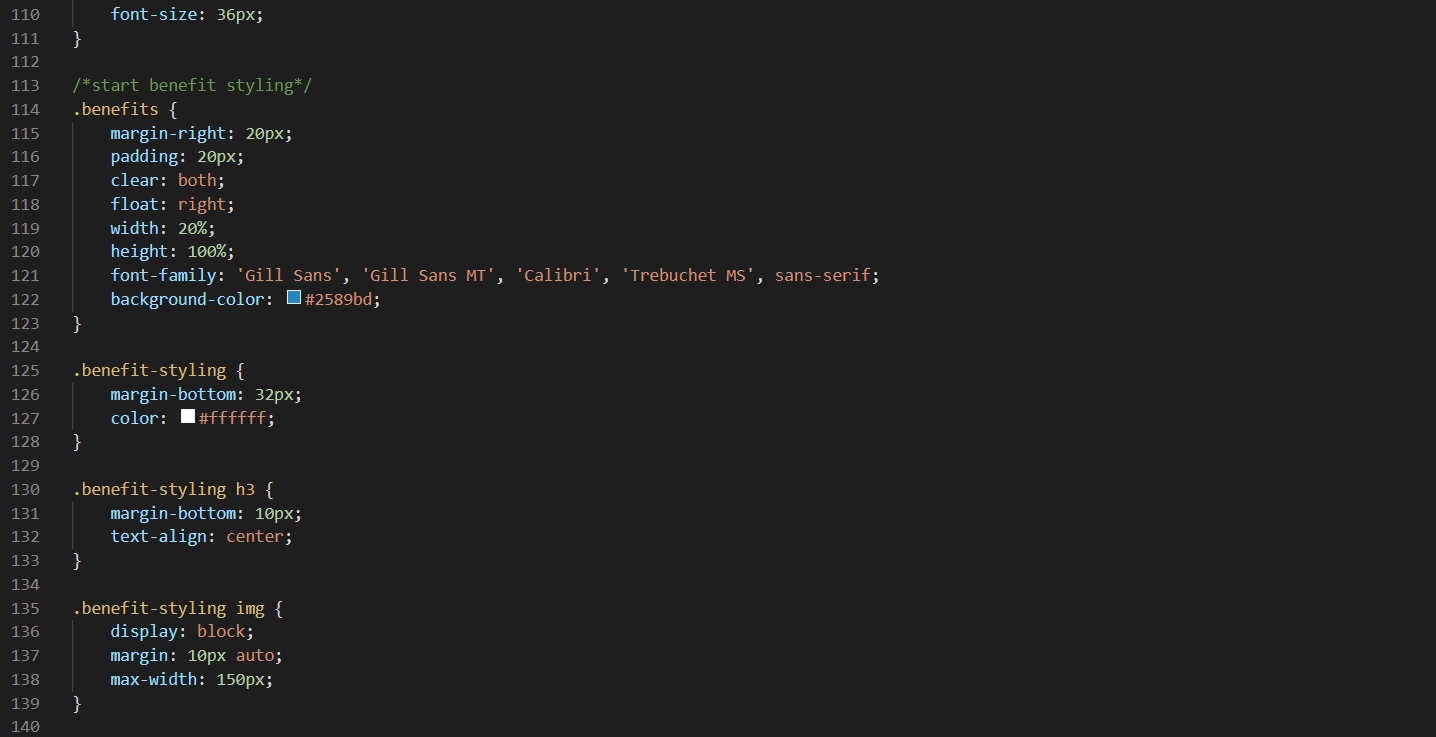 110 font-size: 36px;
111 }
112
113 /*start benefit styling*/
114 .benefits {
115 margin-right: 20px;
116 padding: 20px;
117 clear: both;
118 float: right;
119 width: 20%;
120 height: 100%;
121 font-family: 'Gill Sans', 'Gill Sans MT', 'Calibri', 'Trebuchet MS', sans-serif;
122 background-color: #2589bd;
123 }
124
125 .benefit-styling {
126 margin-bottom: 32px;
127 color: #ffffff;
128 }
129
130 .benefit-styling h3 {
131 margin-bottom: 10px;
132 text-align: center;
133 }
134
135 .benefit-styling img {
136 display: block;
137 margin: 10px auto;
138 max-width: 150px;
139 }
140